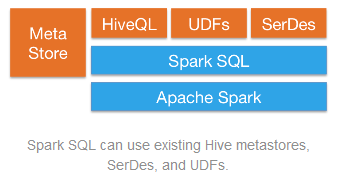 Meta
Store
HiveQL
UDFs
SerDes
Spark SQL
Apache Spark
Spark SQL can use existing Hive metastores,
SerDes, and UDFs.